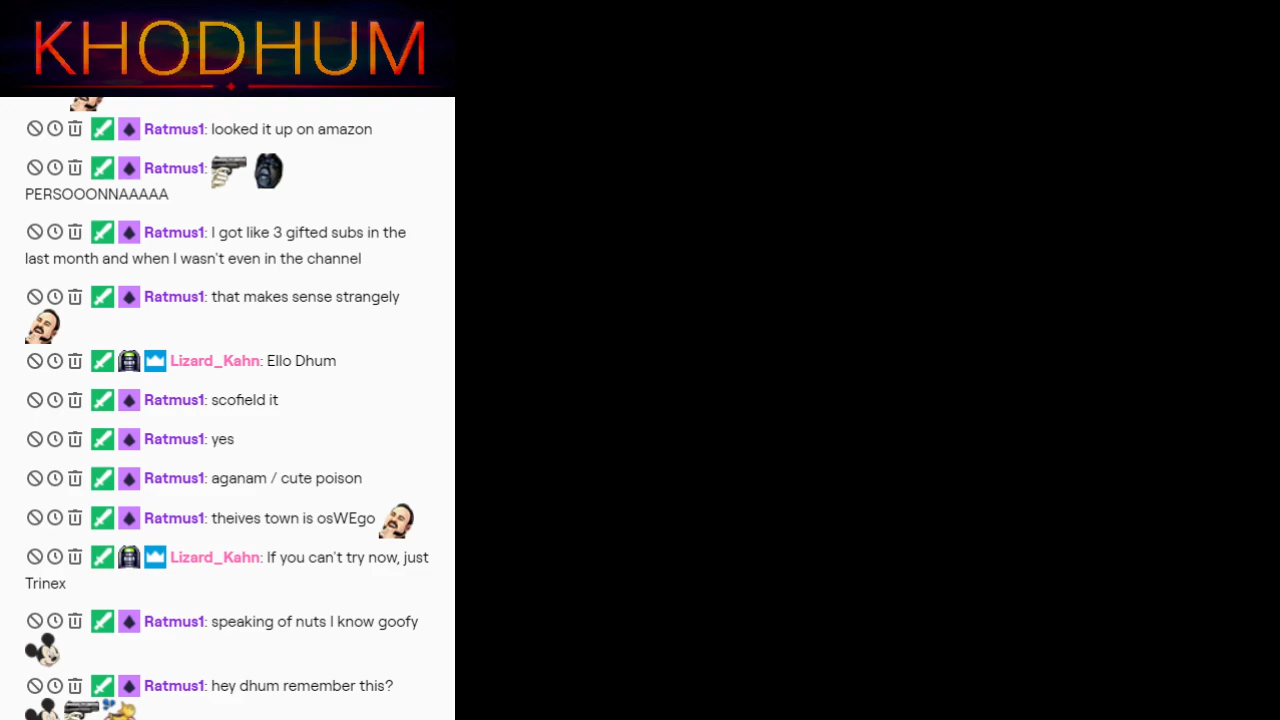 KHODHUM
Ratmus1: looked it up on amazon
Ratmus1:
PERSOOONNAAAAA
Ratmus1: I got like 3 gifted subs in the
last month and when I wasn't even in the channel
Ratmus1: that makes sense strangely
Lizard_Kahn: Ello Dhum
Ratmus1: scofield it
Ratmus1: yes
Ratmus1: aganam / cute poison
Ratmus1: theives town is osWEgo
Lizard_Kahn: If you can't try now, just
Trinex
Ratmus1: speaking of nuts I know goofy
Ratmus1: hey dhum remember this?